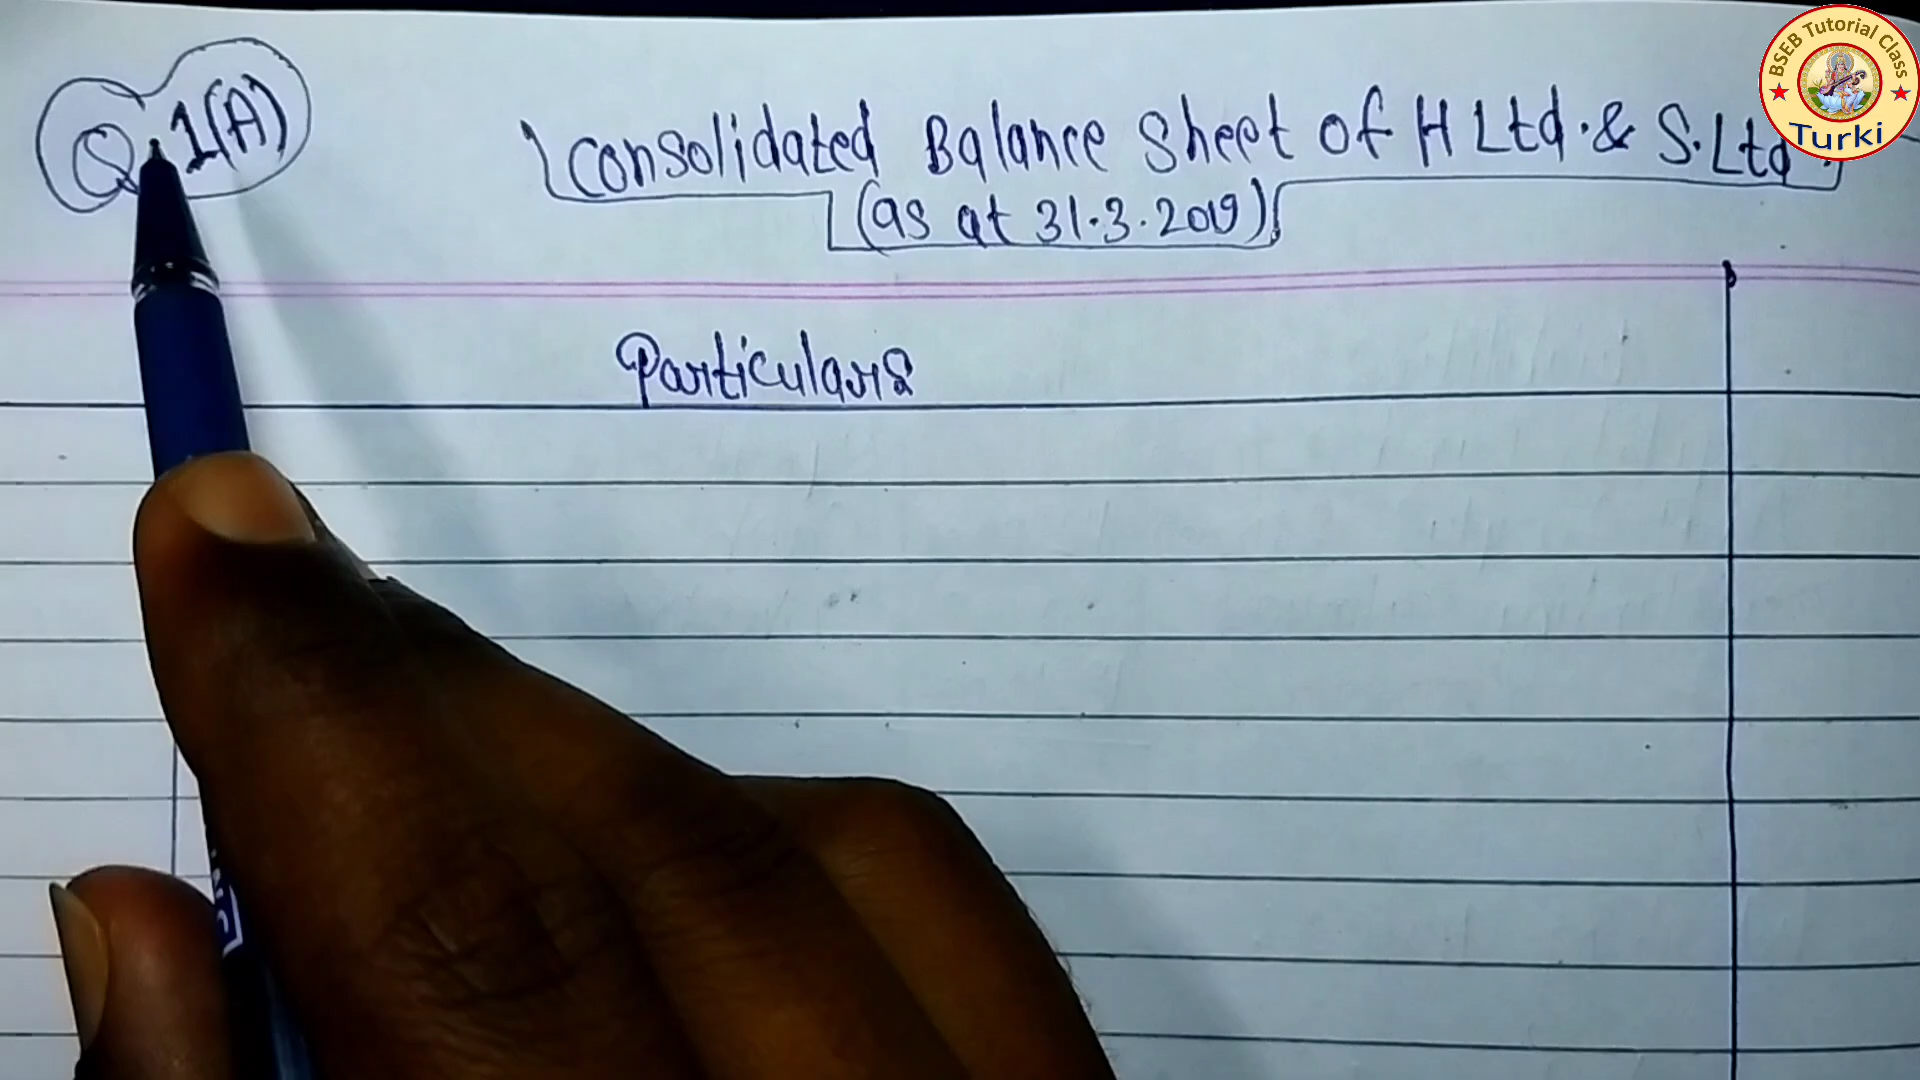 Q.1(A)
Consolidated Balance Sheet of H Ltd. & S. Ltd.
(as at 31.3.2019)
Particulars
BSEB Tutorial Class
Turki